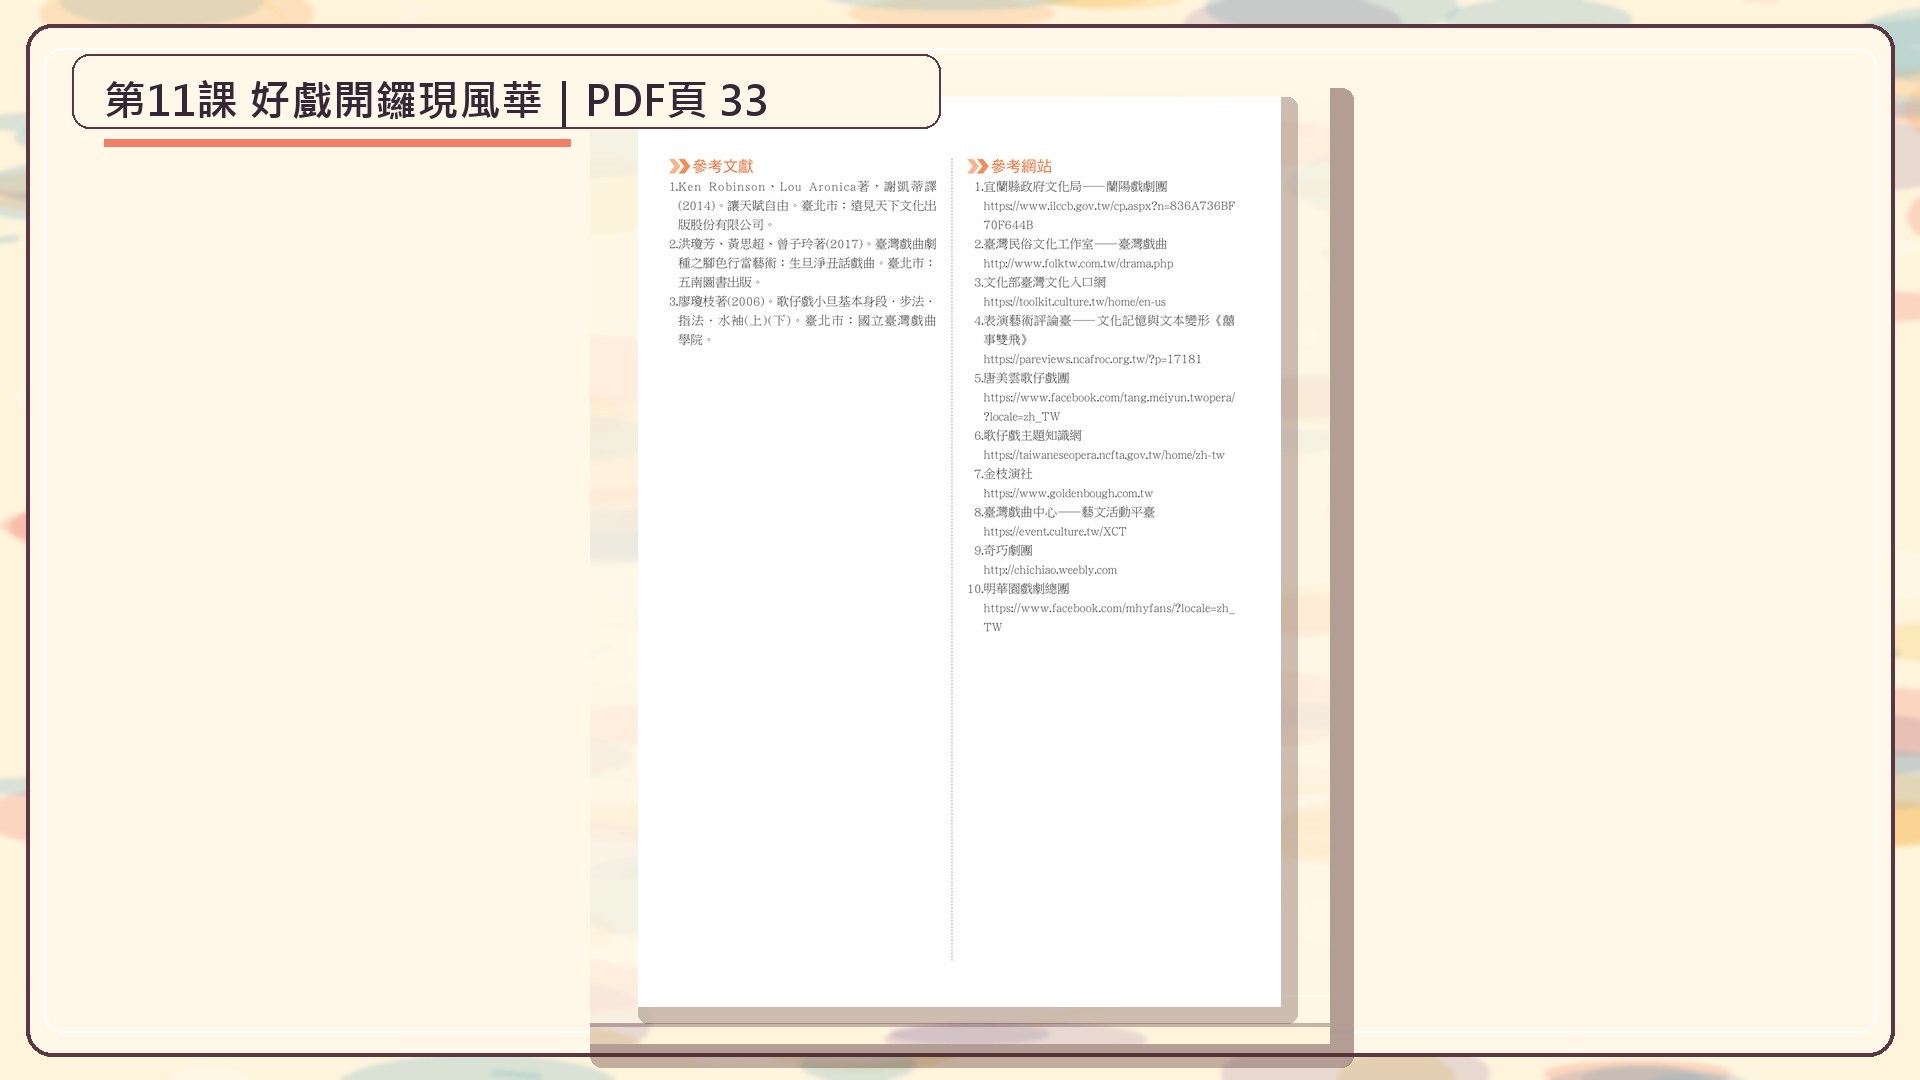 第11課 好戲開鑼現風華 | PDF頁 33
參考文獻
1.Ken Robinson、Lou Aronica著，謝凱蒂譯
(2014)。讓天賦自由。臺北市：遠見天下文化出
版股份有限公司。
2.洪瓊芳、黃思超、曾子玲著(2017)。臺灣戲曲劇
種之腳色行當藝術：生旦淨丑話戲曲。臺北市：
五南圖書出版。
3.廖瓊枝著(2006)。歌仔戲小旦基本身段．步法．
指法．水袖(上)(下)。臺北市：國立臺灣戲曲
學院。
參考網站
1.宜蘭縣政府文化局——蘭陽戲劇團
https://www.ilccb.gov.tw/cp.aspx?n=836A736BF
70F644B
2.臺灣民俗文化工作室——臺灣戲曲
http://www.folktw.com.tw/drama.php
3.文化部臺灣文化入口網
https://toolkit.culture.tw/home/en-us
4.表演藝術評論臺——文化記憶與文本變形《囍
事雙飛》
https://pareviews.ncafroc.org.tw/?p=17181
5.唐美雲歌仔戲團
https://www.facebook.com/tang.meiyun.twopera/
?locale=zh_TW
6.歌仔戲主題知識網
https://taiwaneseopera.ncfta.gov.tw/home/zh-tw
7.金枝演社
https://www.goldenbough.com.tw
8.臺灣戲曲中心——藝文活動平臺
https://event.culture.tw/XCT
9.奇巧劇團
http://chichiao.weebly.com
10.明華園戲劇總團
https://www.facebook.com/mhyfans/?locale=zh_
TW